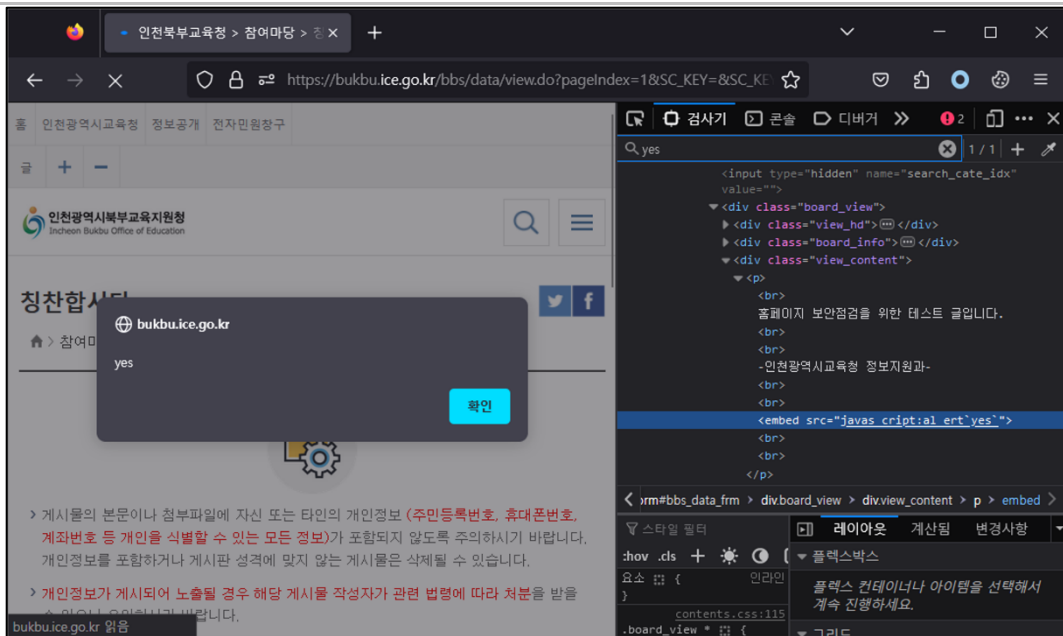 인천북부교육청 > 참여마당 > 칭
https://bukbu.ice.go.kr/bbs/data/view.do?pageIndex=1&SC_KEY=&SC_KE
홈 인천광역시교육청 정보공개 전자민원창구
글 + −
인천광역시북부교육지원청
Incheon Bukbu Office of Education
칭찬합시다
참여마
bukbu.ice.go.kr
yes
확인
게시물의 본문이나 첨부파일에 자신 또는 타인의 개인정보 (주민등록번호, 휴대폰번호,
계좌번호 등 개인을 식별할 수 있는 모든 정보)가 포함되지 않도록 주의하시기 바랍니다.
개인정보를 포함하거나 게시판 성격에 맞지 않는 게시물은 삭제될 수 있습니다.
개인정보가 게시되어 노출될 경우 해당 게시물 작성자가 관련 법령에 따라 처분을 받을
수 있으니 유의하시기 바랍니다.
bukbu.ice.go.kr 읽음
검사기 콘솔 디버거 2
yes 1 / 1
<input type="hidden" name="search_cate_idx"
value="">
<div class="board_view">
<div class="view_hd"></div>
<div class="board_info"></div>
<div class="view_content">
<p>
<br>
홈페이지 보안점검을 위한 테스트 글입니다.
<br>
<br>
-인천광역시교육청 정보지원과-
<br>
<br>
<embed src="javas cript:al ert`yes`">
<br>
<br>
</p>
orm#bbs_data_frm > div.board_view > div.view_content > p > embed
스타일 필터
:hov .cls
요소 { 인라인
}
contents.css:115
.board_view * {
레이아웃 계산됨 변경사항
플렉스박스
플렉스 컨테이너나 아이템을 선택해서
계속 진행하세요.
그리드